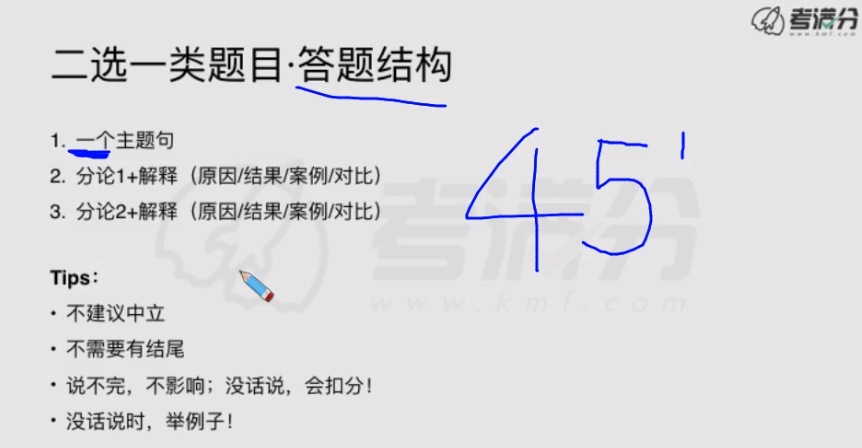 考满分
www.kmf.com
二选一类题目·答题结构
1. 一个主题句
2. 分论1+解释（原因/结果/案例/对比）
3. 分论2+解释（原因/结果/案例/对比）
45'
考满分
www.kmf.com
Tips：
• 不建议中立
• 不需要有结尾
• 说不完，不影响；没话说，会扣分！
• 没话说时，举例子！